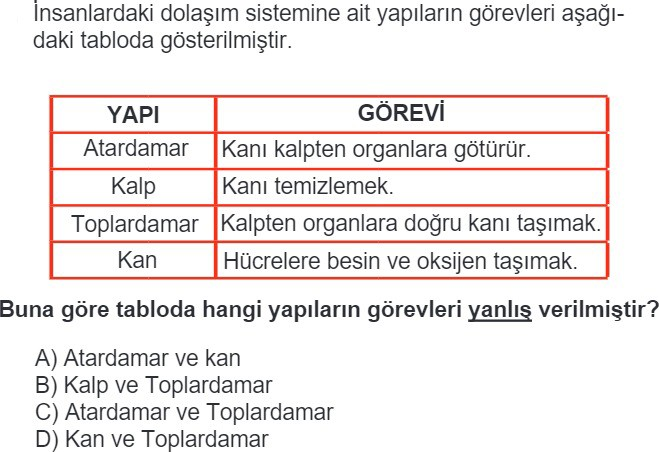 İnsanlardaki dolaşım sistemine ait yapıların görevleri aşağı-
daki tabloda gösterilmiştir.
YAPI GÖREVİ
Atardamar Kanı kalpten organlara götürür.
Kalp Kanı temizlemek.
Toplardamar Kalpten organlara doğru kanı taşımak.
Kan Hücrelere besin ve oksijen taşımak.
Buna göre tabloda hangi yapıların görevleri yanlış verilmiştir?
A) Atardamar ve kan
B) Kalp ve Toplardamar
C) Atardamar ve Toplardamar
D) Kan ve Toplardamar